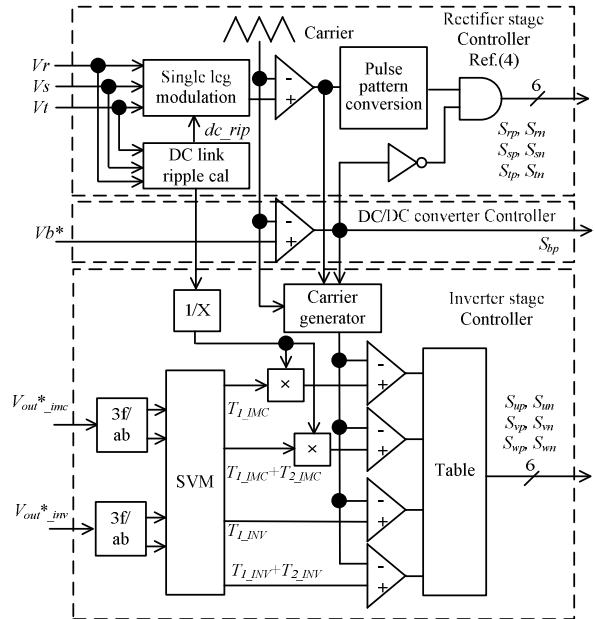 Carrier
Rectifier stage
Controller
Ref.(4)
Vr
Vs
Vt
Single leg
modulation
-
+
Pulse
pattern
conversion
6
dc_rip
DC link
ripple cal
Srp, Srn
Ssp, Ssn
Stp, Stn
Vb*
-
+
DC/DC converter Controller
Sbp
1/X
Carrier
generator
Inverter stage
Controller
Vout*_imc
3f/
ab
SVM
×
T1_IMC
-
+
×
T1_IMC+T2_IMC
-
+
Table
Sup, Sun
Svp, Svn
Swp, Swn
6
Vout*_inv
3f/
ab
T1_INV
-
+
T1_INV+T2_INV
-
+